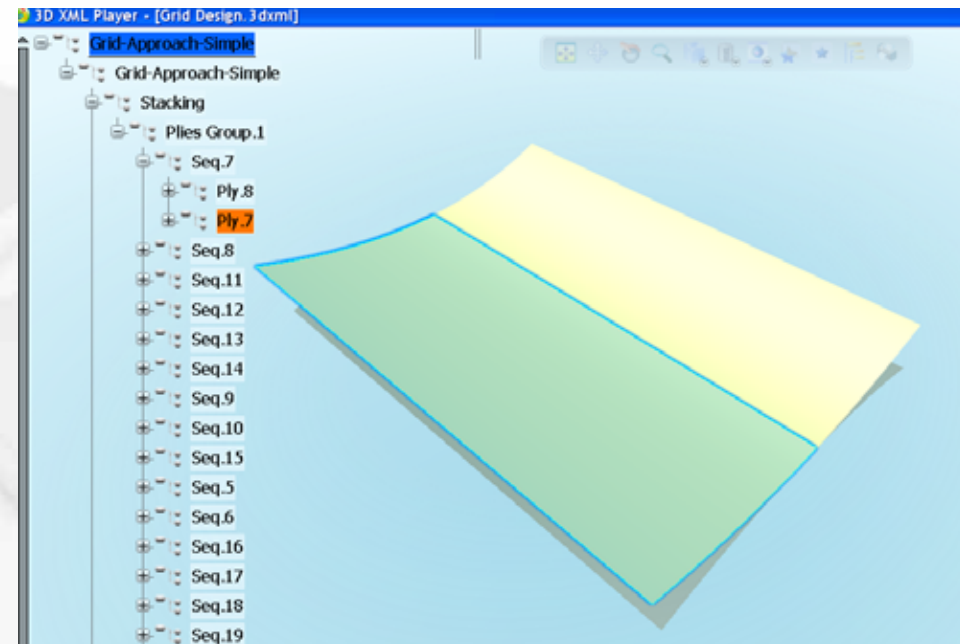 3D XML Player - [Grid Design.3dxml]
Grid-Approach-Simple
Grid-Approach-Simple
Stacking
Plies Group.1
Seq.7
Ply.8
Ply.7
Seq.8
Seq.11
Seq.12
Seq.13
Seq.14
Seq.9
Seq.10
Seq.15
Seq.5
Seq.6
Seq.16
Seq.17
Seq.18
Seq.19